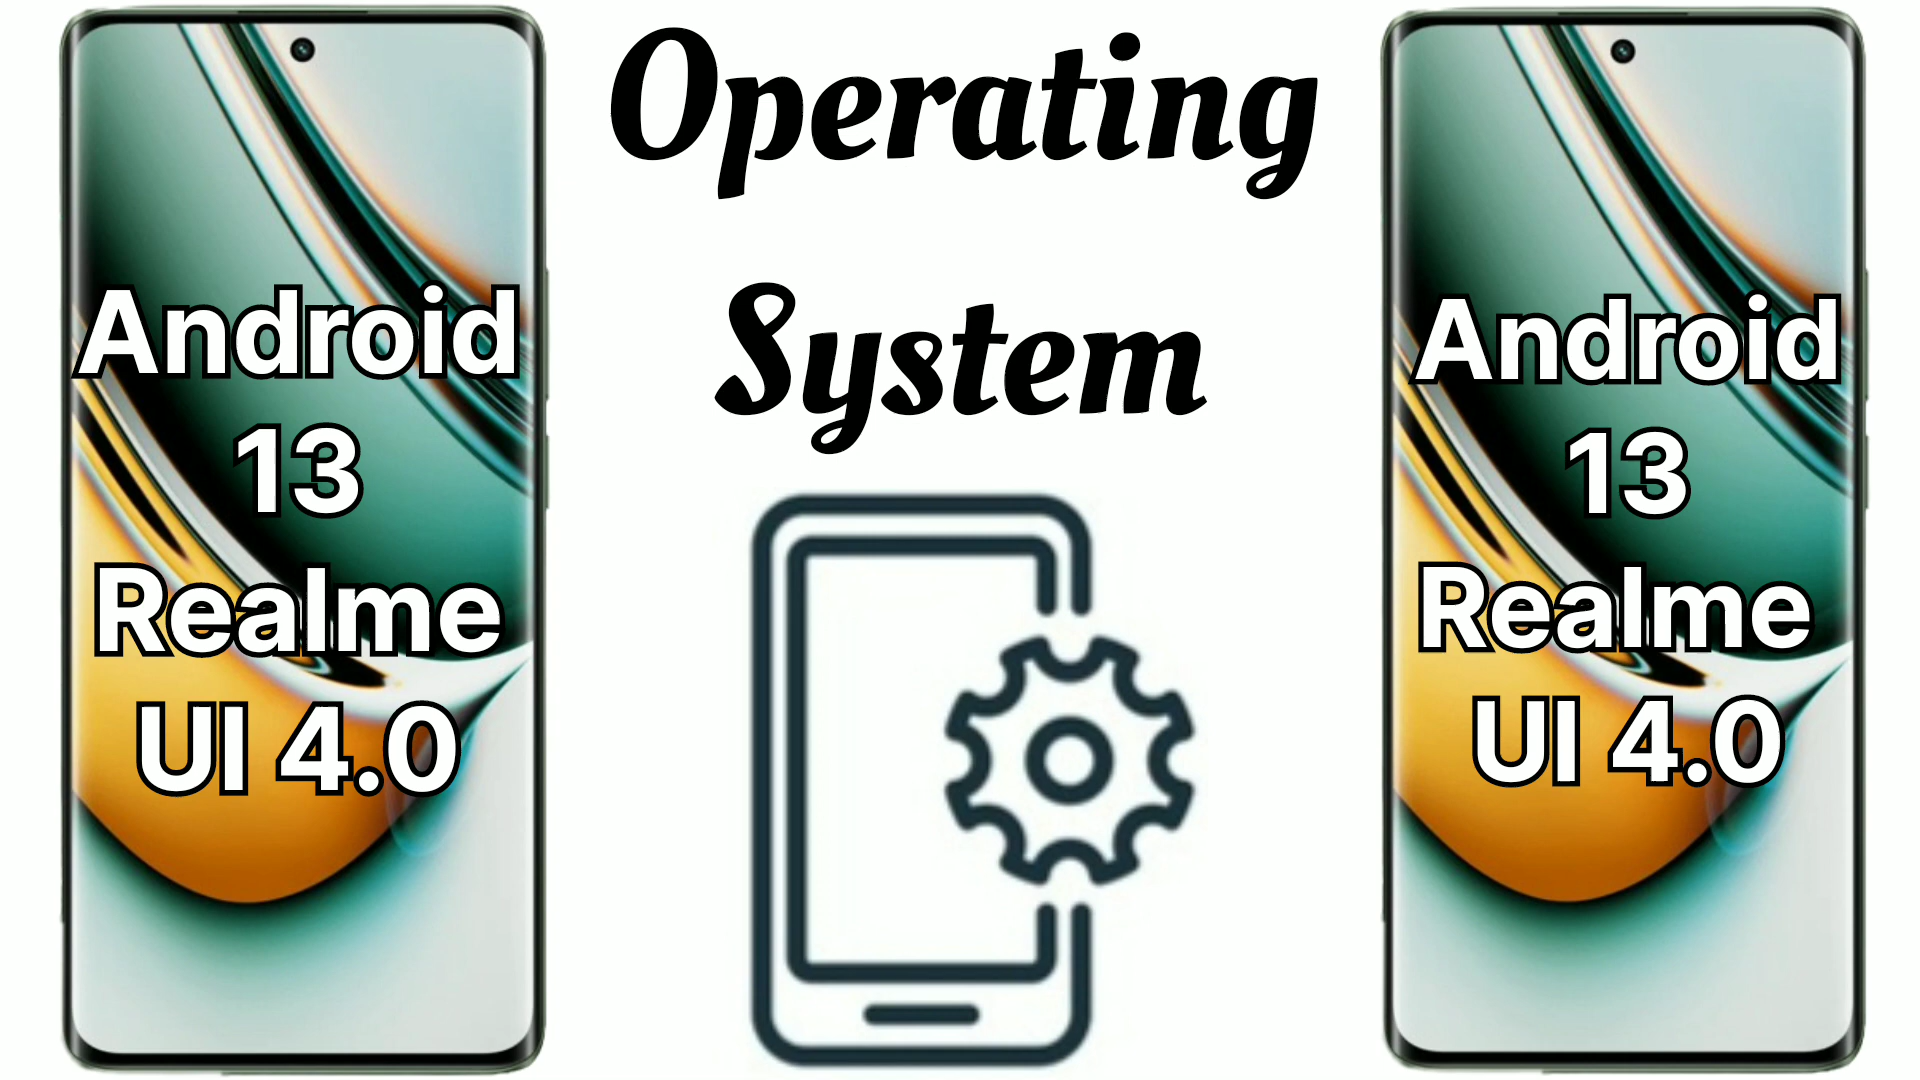 Operating
System
Android
13
Realme
UI 4.0
Android
13
Realme
UI 4.0